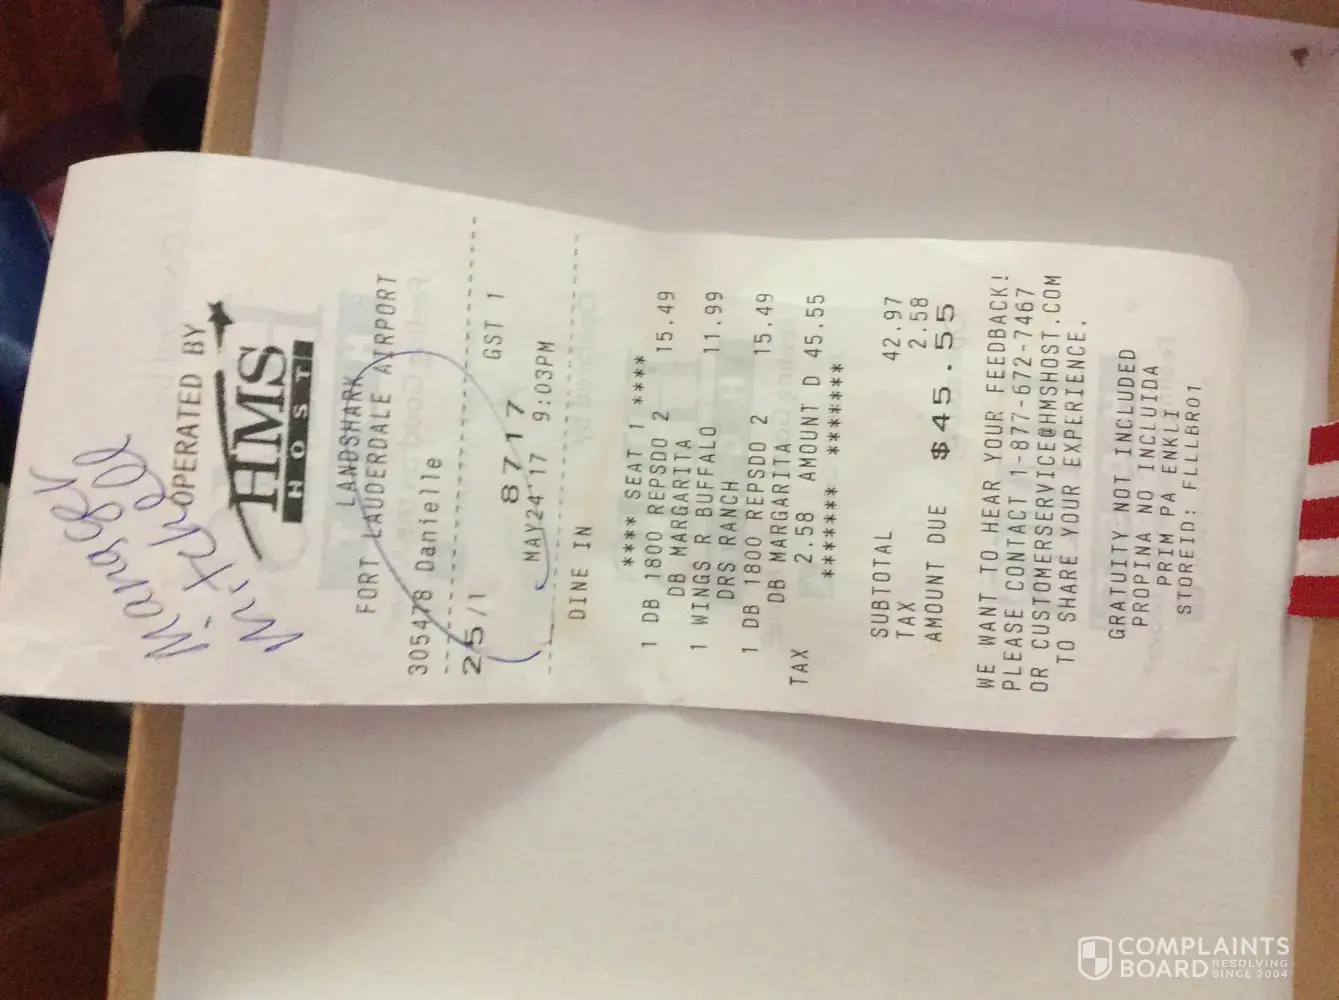 Manager
Mitchell
OPERATED BY
HMS
HOST
LANDSHARK
FORT LAUDERDALE AIRPORT
305478 Danielle
25/1 GST 1
8717
MAY24'17 9:03PM
DINE IN
**** SEAT 1 ****
1 DB 1800 REPSDO 2 15.49
DB MARGARITA
1 WINGS R BUFFALO 11.99
DRS RANCH
1 DB 1800 REPSDO 2 15.49
DB MARGARITA
TAX 2.58 AMOUNT D 45.55
******* ****** *******
SUBTOTAL 42.97
TAX 2.58
AMOUNT DUE $45.55
WE WANT TO HEAR YOUR FEEDBACK!
PLEASE CONTACT 1-877-672-7467
OR CUSTOMERSERVICE@HMSHOST.COM
TO SHARE YOUR EXPERIENCE.
GRATUITY NOT INCLUDED
PROPINA NO INCLUIDA
PRIM PA ENKLI
STOREID: FLLLBR01
COMPLAINTS
BOARD RESOLVING
SINCE 2004